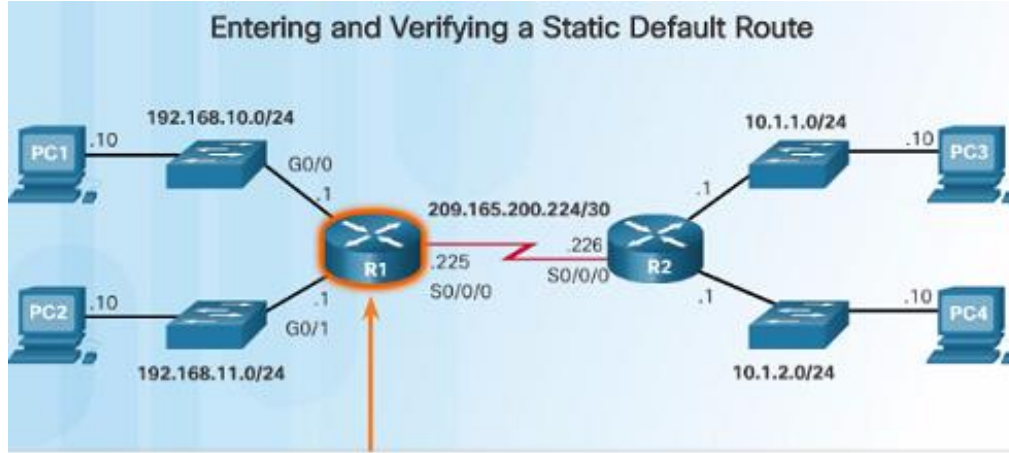 Entering and Verifying a Static Default Route
192.168.10.0/24
10.1.1.0/24
PC1
.10
G0/0
.1
.10
PC3
209.165.200.224/30
.1
R1
.225
S0/0/0
.226
S0/0/0
R2
PC2
.10
.1
G0/1
.1
.10
PC4
192.168.11.0/24
10.1.2.0/24